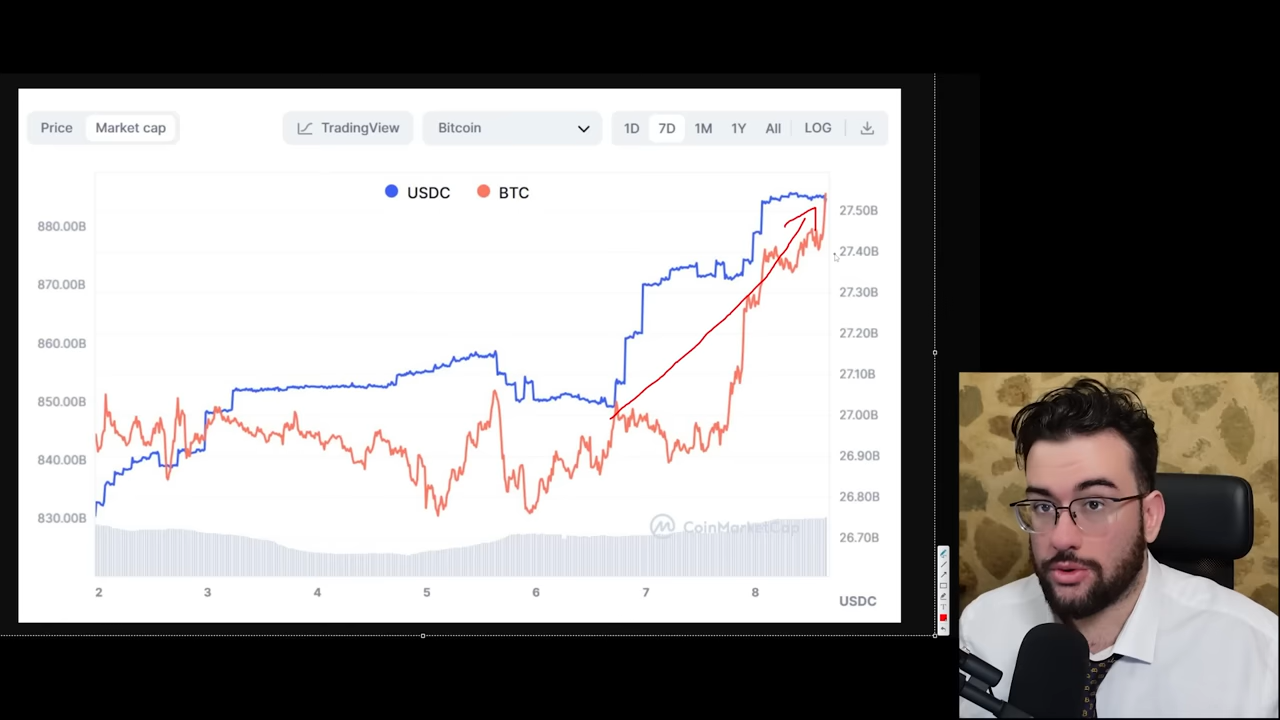 Price Market cap TradingView Bitcoin 1D 7D 1M 1Y All LOG
USDC BTC
880.00B
870.00B
860.00B
850.00B
840.00B
830.00B
27.50B
27.40B
27.30B
27.20B
27.10B
27.00B
26.90B
26.80B
26.70B
CoinMarketCap
2 3 4 5 6 7 8
USDC